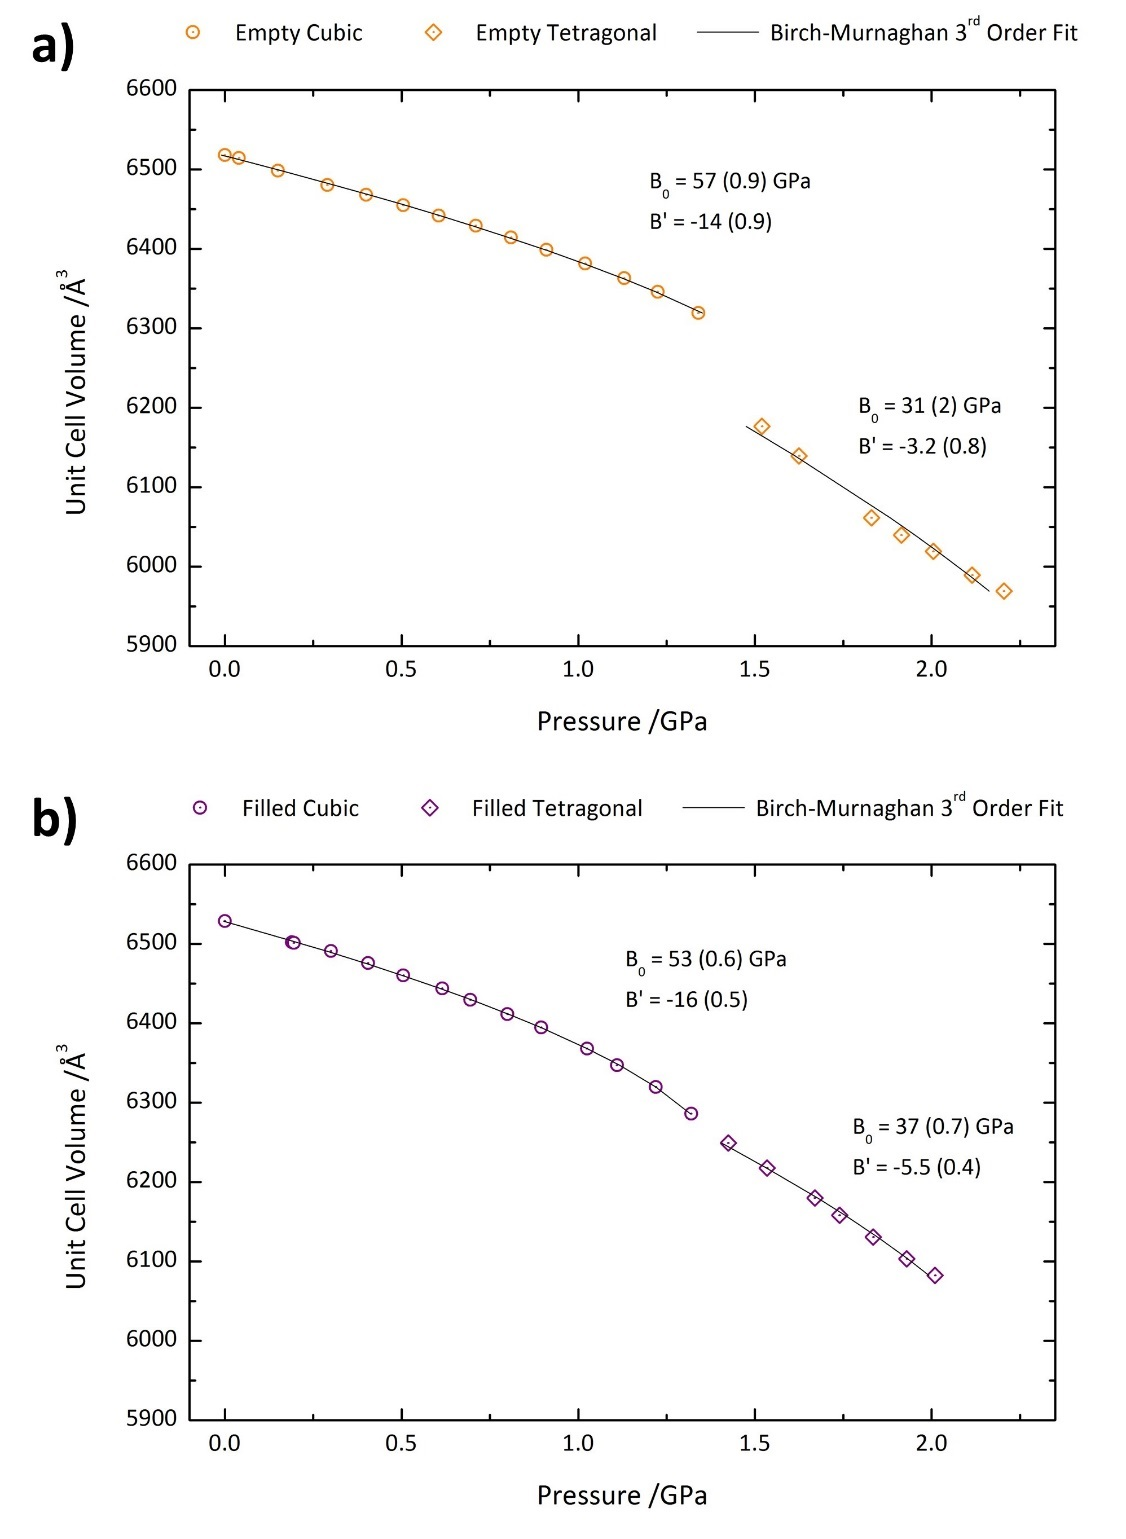 a)
Empty Cubic Empty Tetragonal Birch-Murnaghan 3rd Order Fit
6600
6500
6400
6300
6200
6100
6000
5900
Unit Cell Volume /Å3
B0 = 57 (0.9) GPa
B' = -14 (0.9)
B0 = 31 (2) GPa
B' = -3.2 (0.8)
0.0 0.5 1.0 1.5 2.0
Pressure /GPa
b)
Filled Cubic Filled Tetragonal Birch-Murnaghan 3rd Order Fit
6600
6500
6400
6300
6200
6100
6000
5900
Unit Cell Volume /Å3
B0 = 53 (0.6) GPa
B' = -16 (0.5)
B0 = 37 (0.7) GPa
B' = -5.5 (0.4)
0.0 0.5 1.0 1.5 2.0
Pressure /GPa